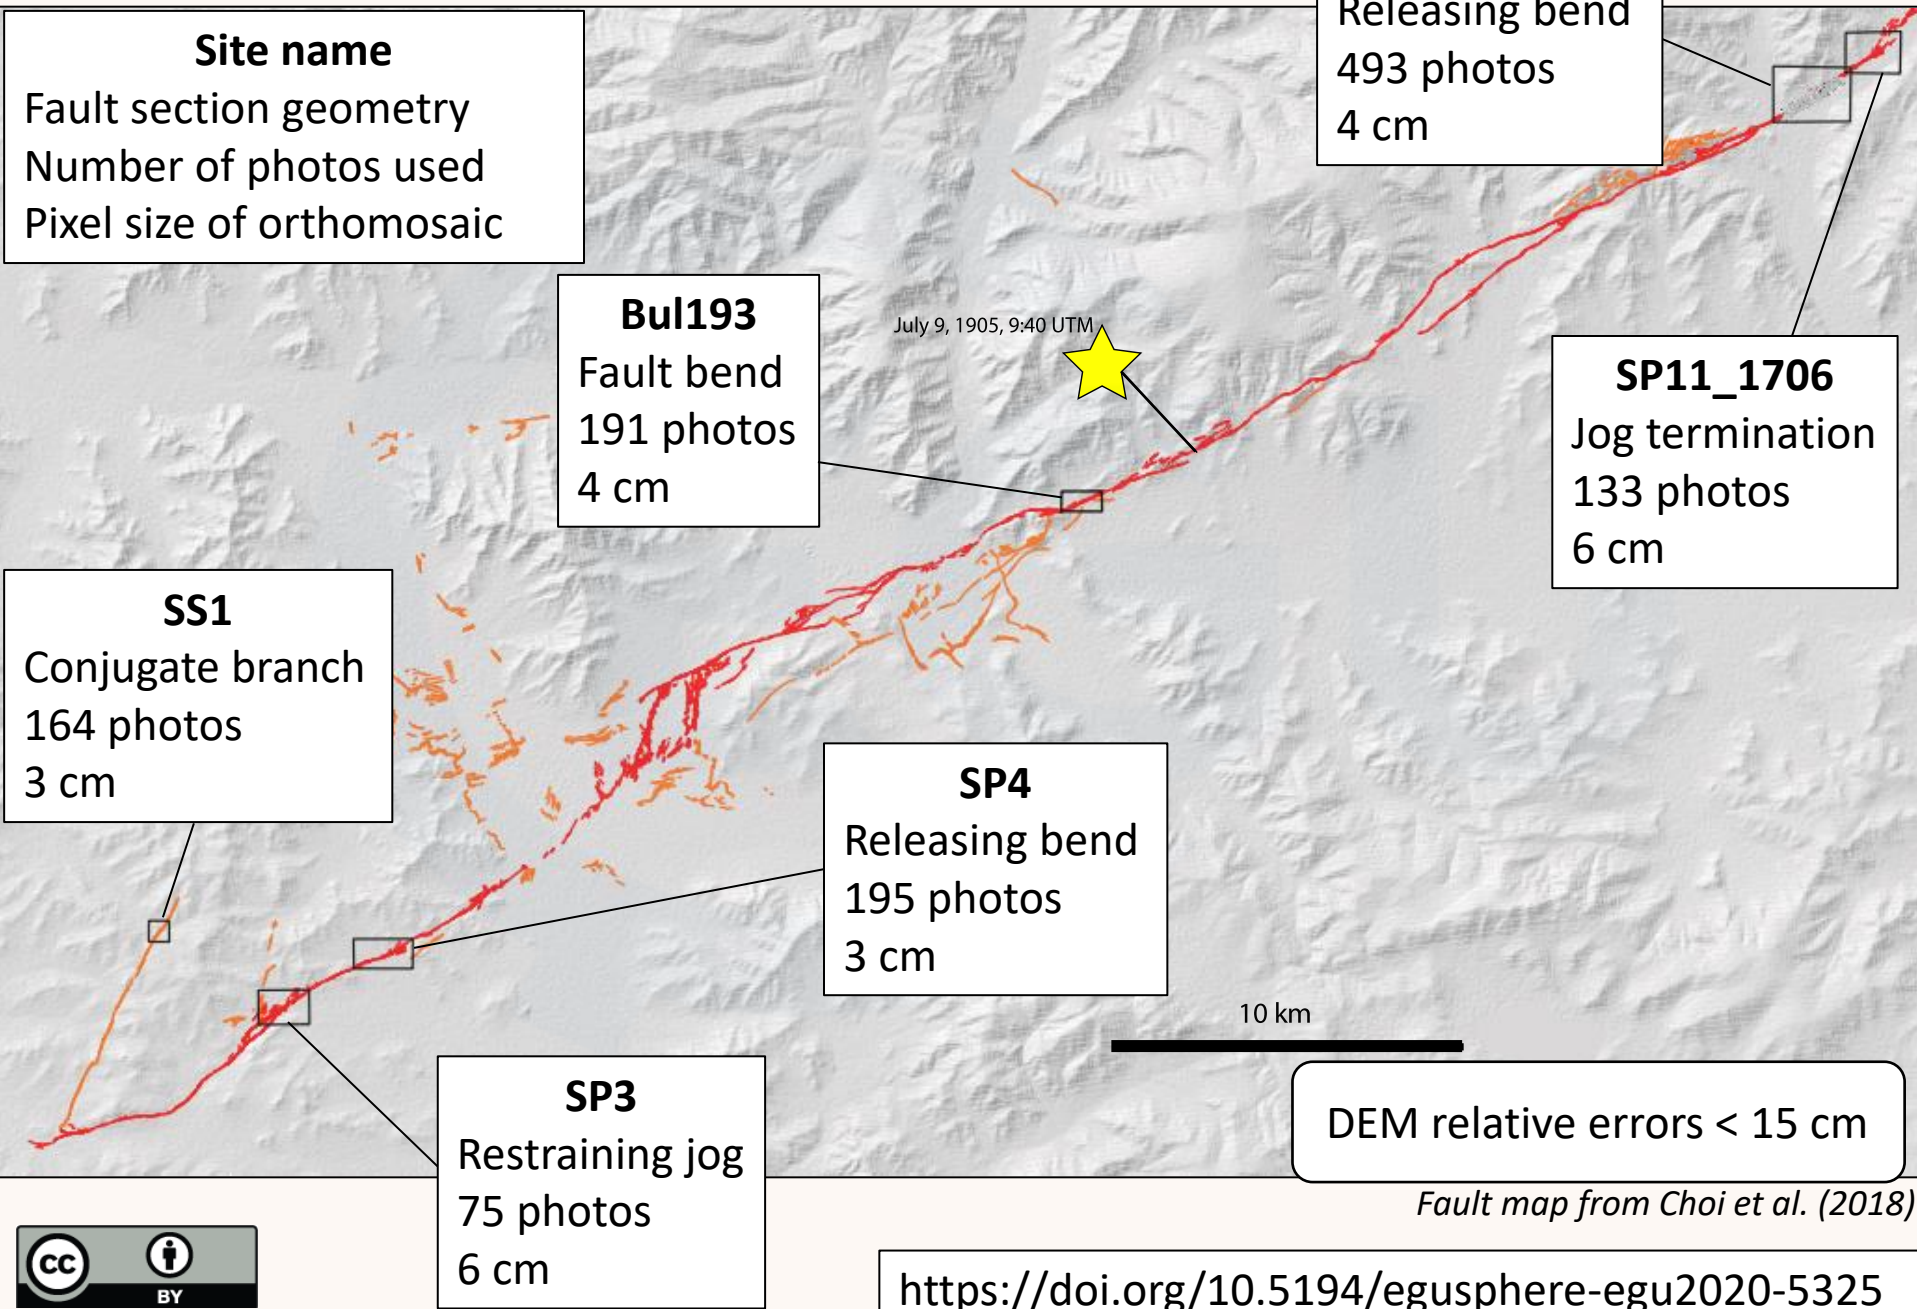 Releasing bend
493 photos
4 cm
Site name
Fault section geometry
Number of photos used
Pixel size of orthomosaic
Bul193
Fault bend
191 photos
4 cm
July 9, 1905, 9:40 UTM
SP11_1706
Jog termination
133 photos
6 cm
SS1
Conjugate branch
164 photos
3 cm
SP4
Releasing bend
195 photos
3 cm
10 km
SP3
Restraining jog
75 photos
6 cm
DEM relative errors < 15 cm
Fault map from Choi et al. (2018)
cc
BY
https://doi.org/10.5194/egusphere-egu2020-5325